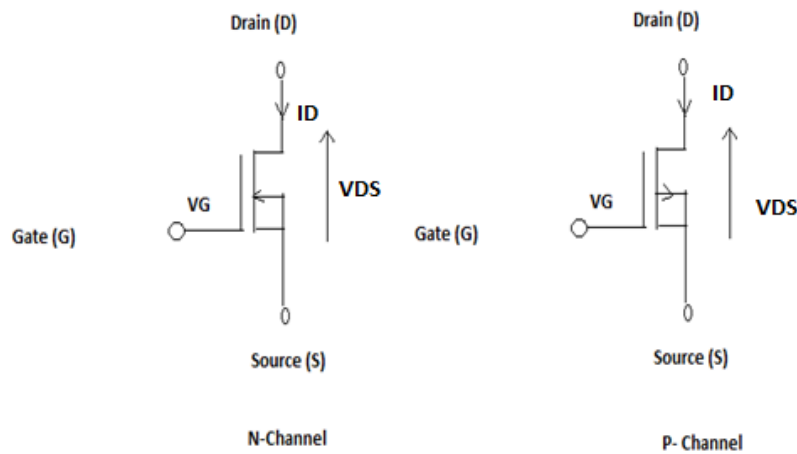 Drain (D)
ID
VDS
VG
Gate (G)
Source (S)
N-Channel
Drain (D)
ID
VDS
VG
Gate (G)
Source (S)
P- Channel